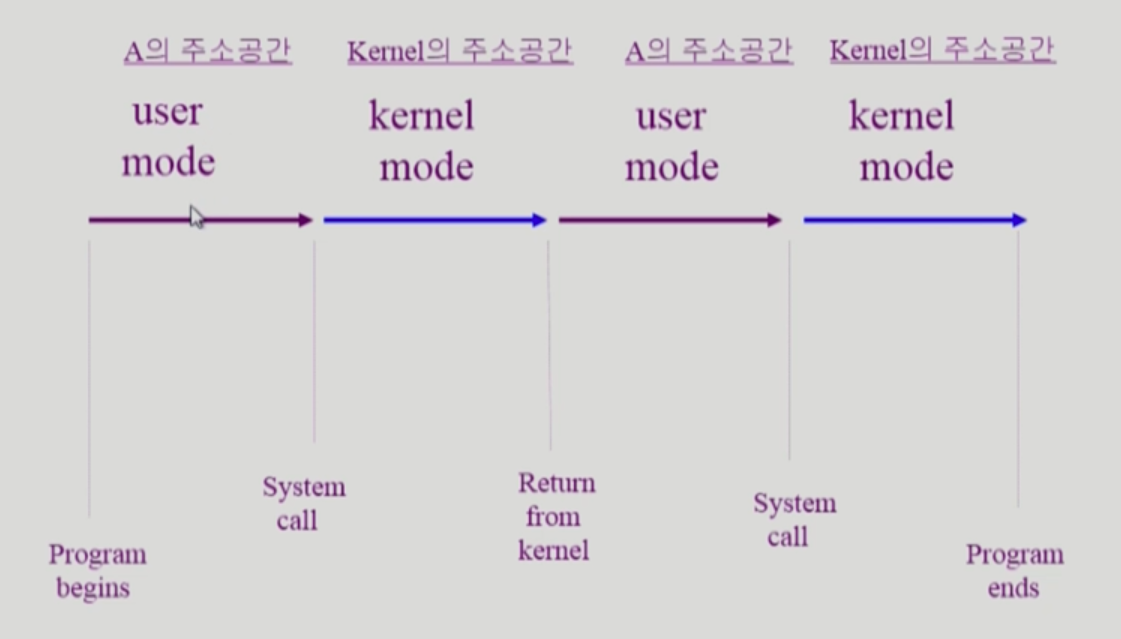 A의 주소공간
Kernel의 주소공간
A의 주소공간
Kernel의 주소공간
user
mode
kernel
mode
user
mode
kernel
mode
Program
begins
System
call
Return
from
kernel
System
call
Program
ends